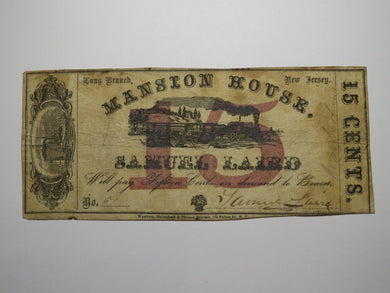 Long Branch, New Jersey,
MANSION HOUSE.
15
SAMUEL LAIRD
Will pay Fifteen Cents on demand to Bearer,
No. Samuel Laird
15 CENTS.